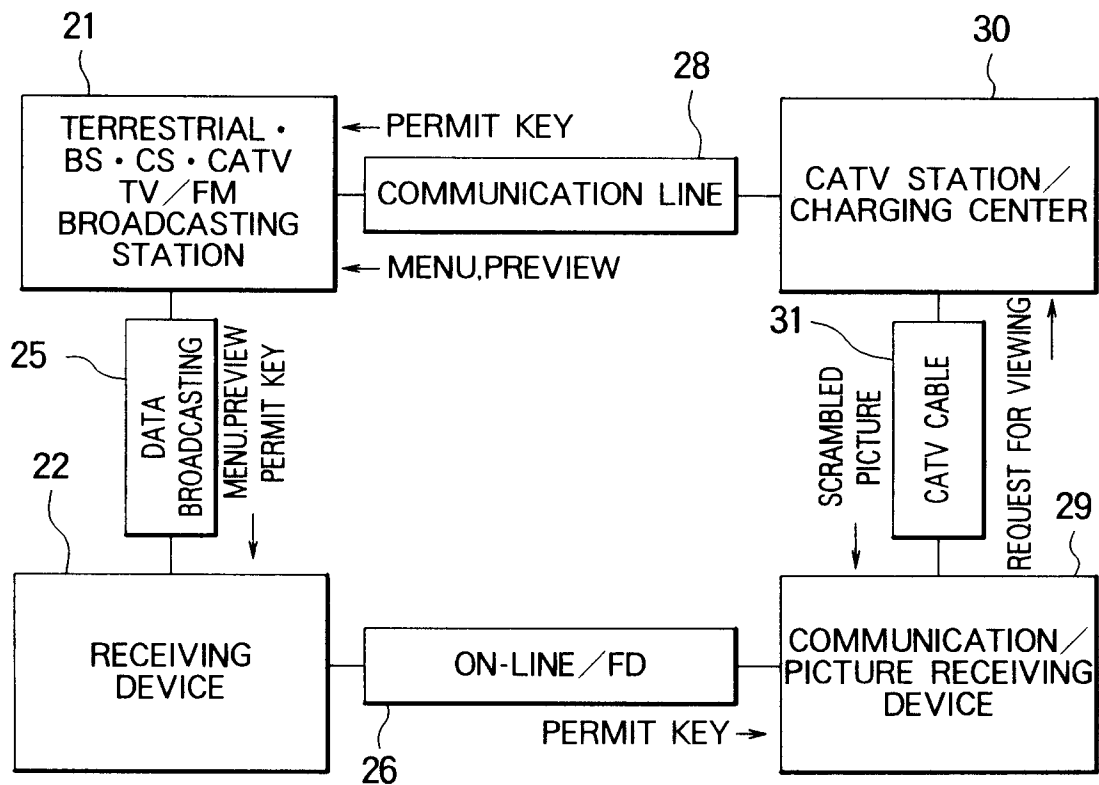 21
30
28
TERRESTRIAL・
BS・CS・CATV
TV/FM
BROADCASTING
STATION
PERMIT KEY
COMMUNICATION LINE
MENU,PREVIEW
CATV STATION/
CHARGING CENTER
25
DATA
BROADCASTING
MENU,PREVIEW
PERMIT KEY
31
SCRAMBLED
PICTURE
CATV CABLE
REQUEST FOR VIEWING
22
29
RECEIVING
DEVICE
ON-LINE/FD
COMMUNICATION/
PICTURE RECEIVING
DEVICE
26
PERMIT KEY